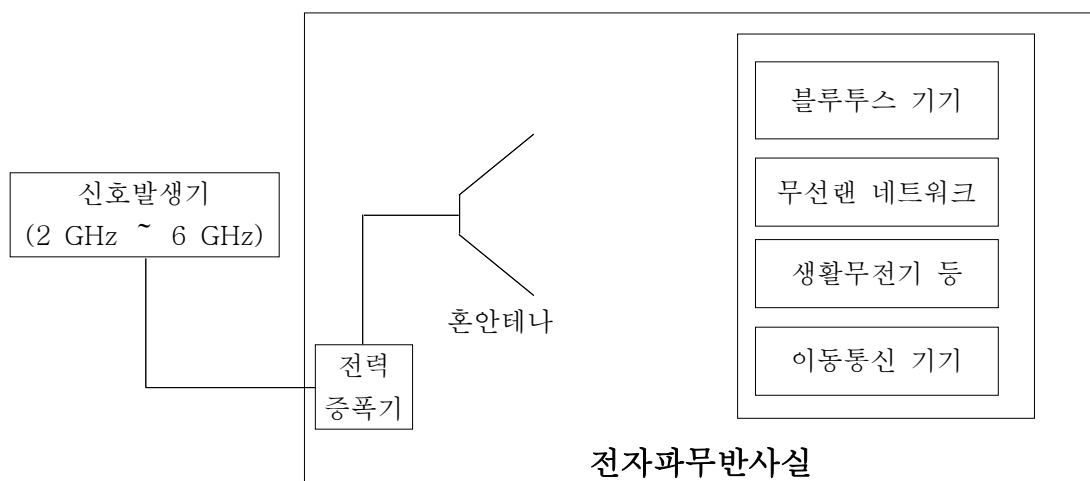 블루투스 기기
무선랜 네트워크
신호발생기
(2 GHz ~ 6 GHz)
생활무전기 등
혼안테나
이동통신 기기
전력
증폭기
전자파무반사실